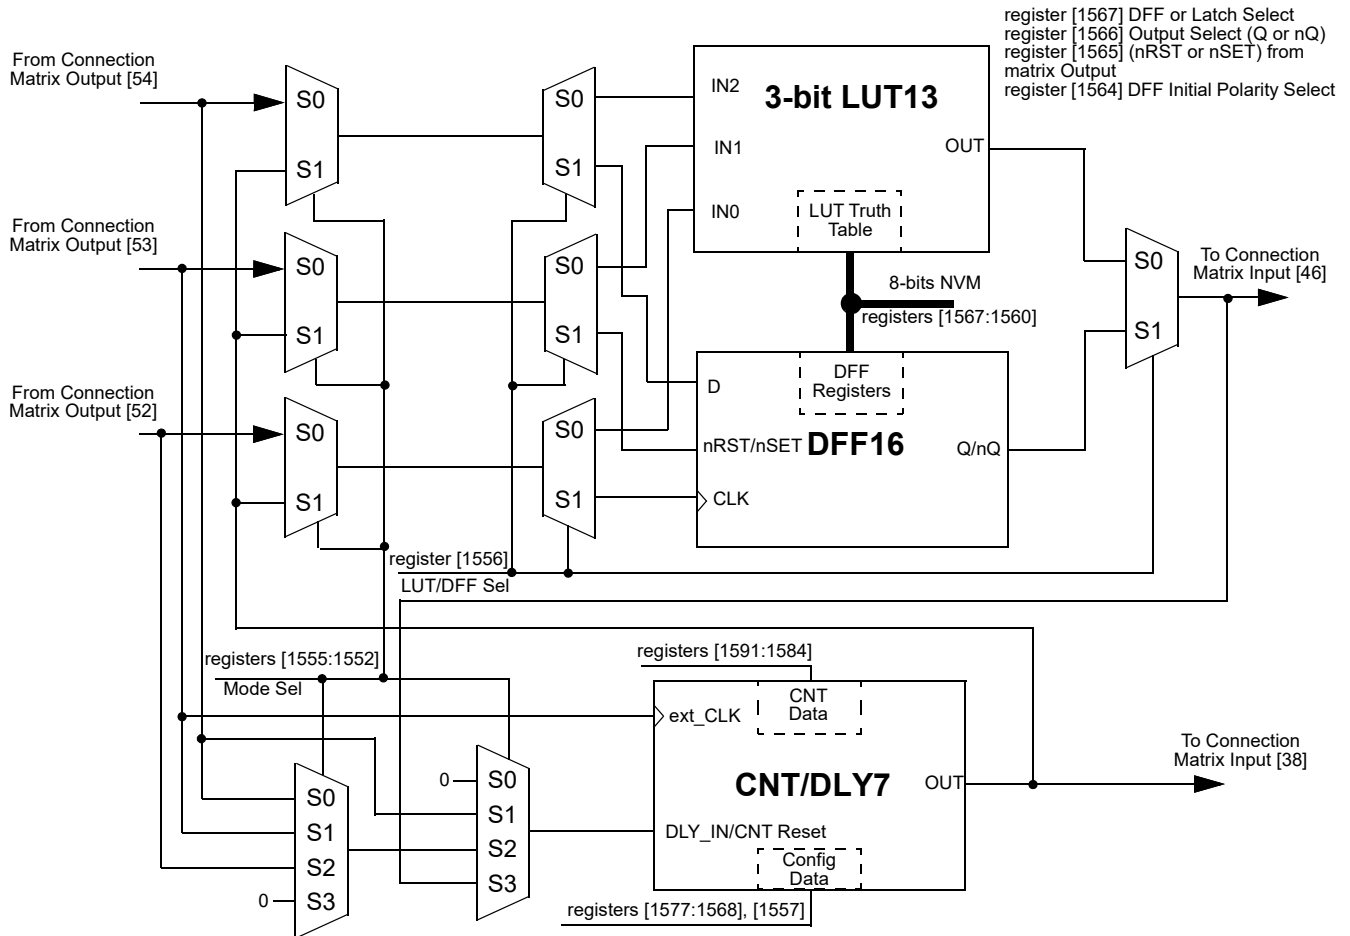 register [1567] DFF or Latch Select
register [1566] Output Select (Q or nQ)
register [1565] (nRST or nSET) from
matrix Output
register [1564] DFF Initial Polarity Select
From Connection
Matrix Output [54]
S0
S1
S0
S1
IN2
3-bit LUT13
IN1
OUT
IN0
LUT Truth
Table
From Connection
Matrix Output [53]
S0
S1
S0
S1
8-bits NVM
registers [1567:1560]
S0
S1
To Connection
Matrix Input [46]
From Connection
Matrix Output [52]
S0
S1
S0
S1
D
DFF
Registers
nRST/nSET
DFF16
Q/nQ
CLK
register [1556]
LUT/DFF Sel
registers [1555:1552]
Mode Sel
registers [1591:1584]
ext_CLK
CNT
Data
CNT/DLY7
OUT
To Connection
Matrix Input [38]
DLY_IN/CNT Reset
Config
Data
0
S0
S1
S2
S3
S0
S1
S2
0
S3
registers [1577:1568], [1557]